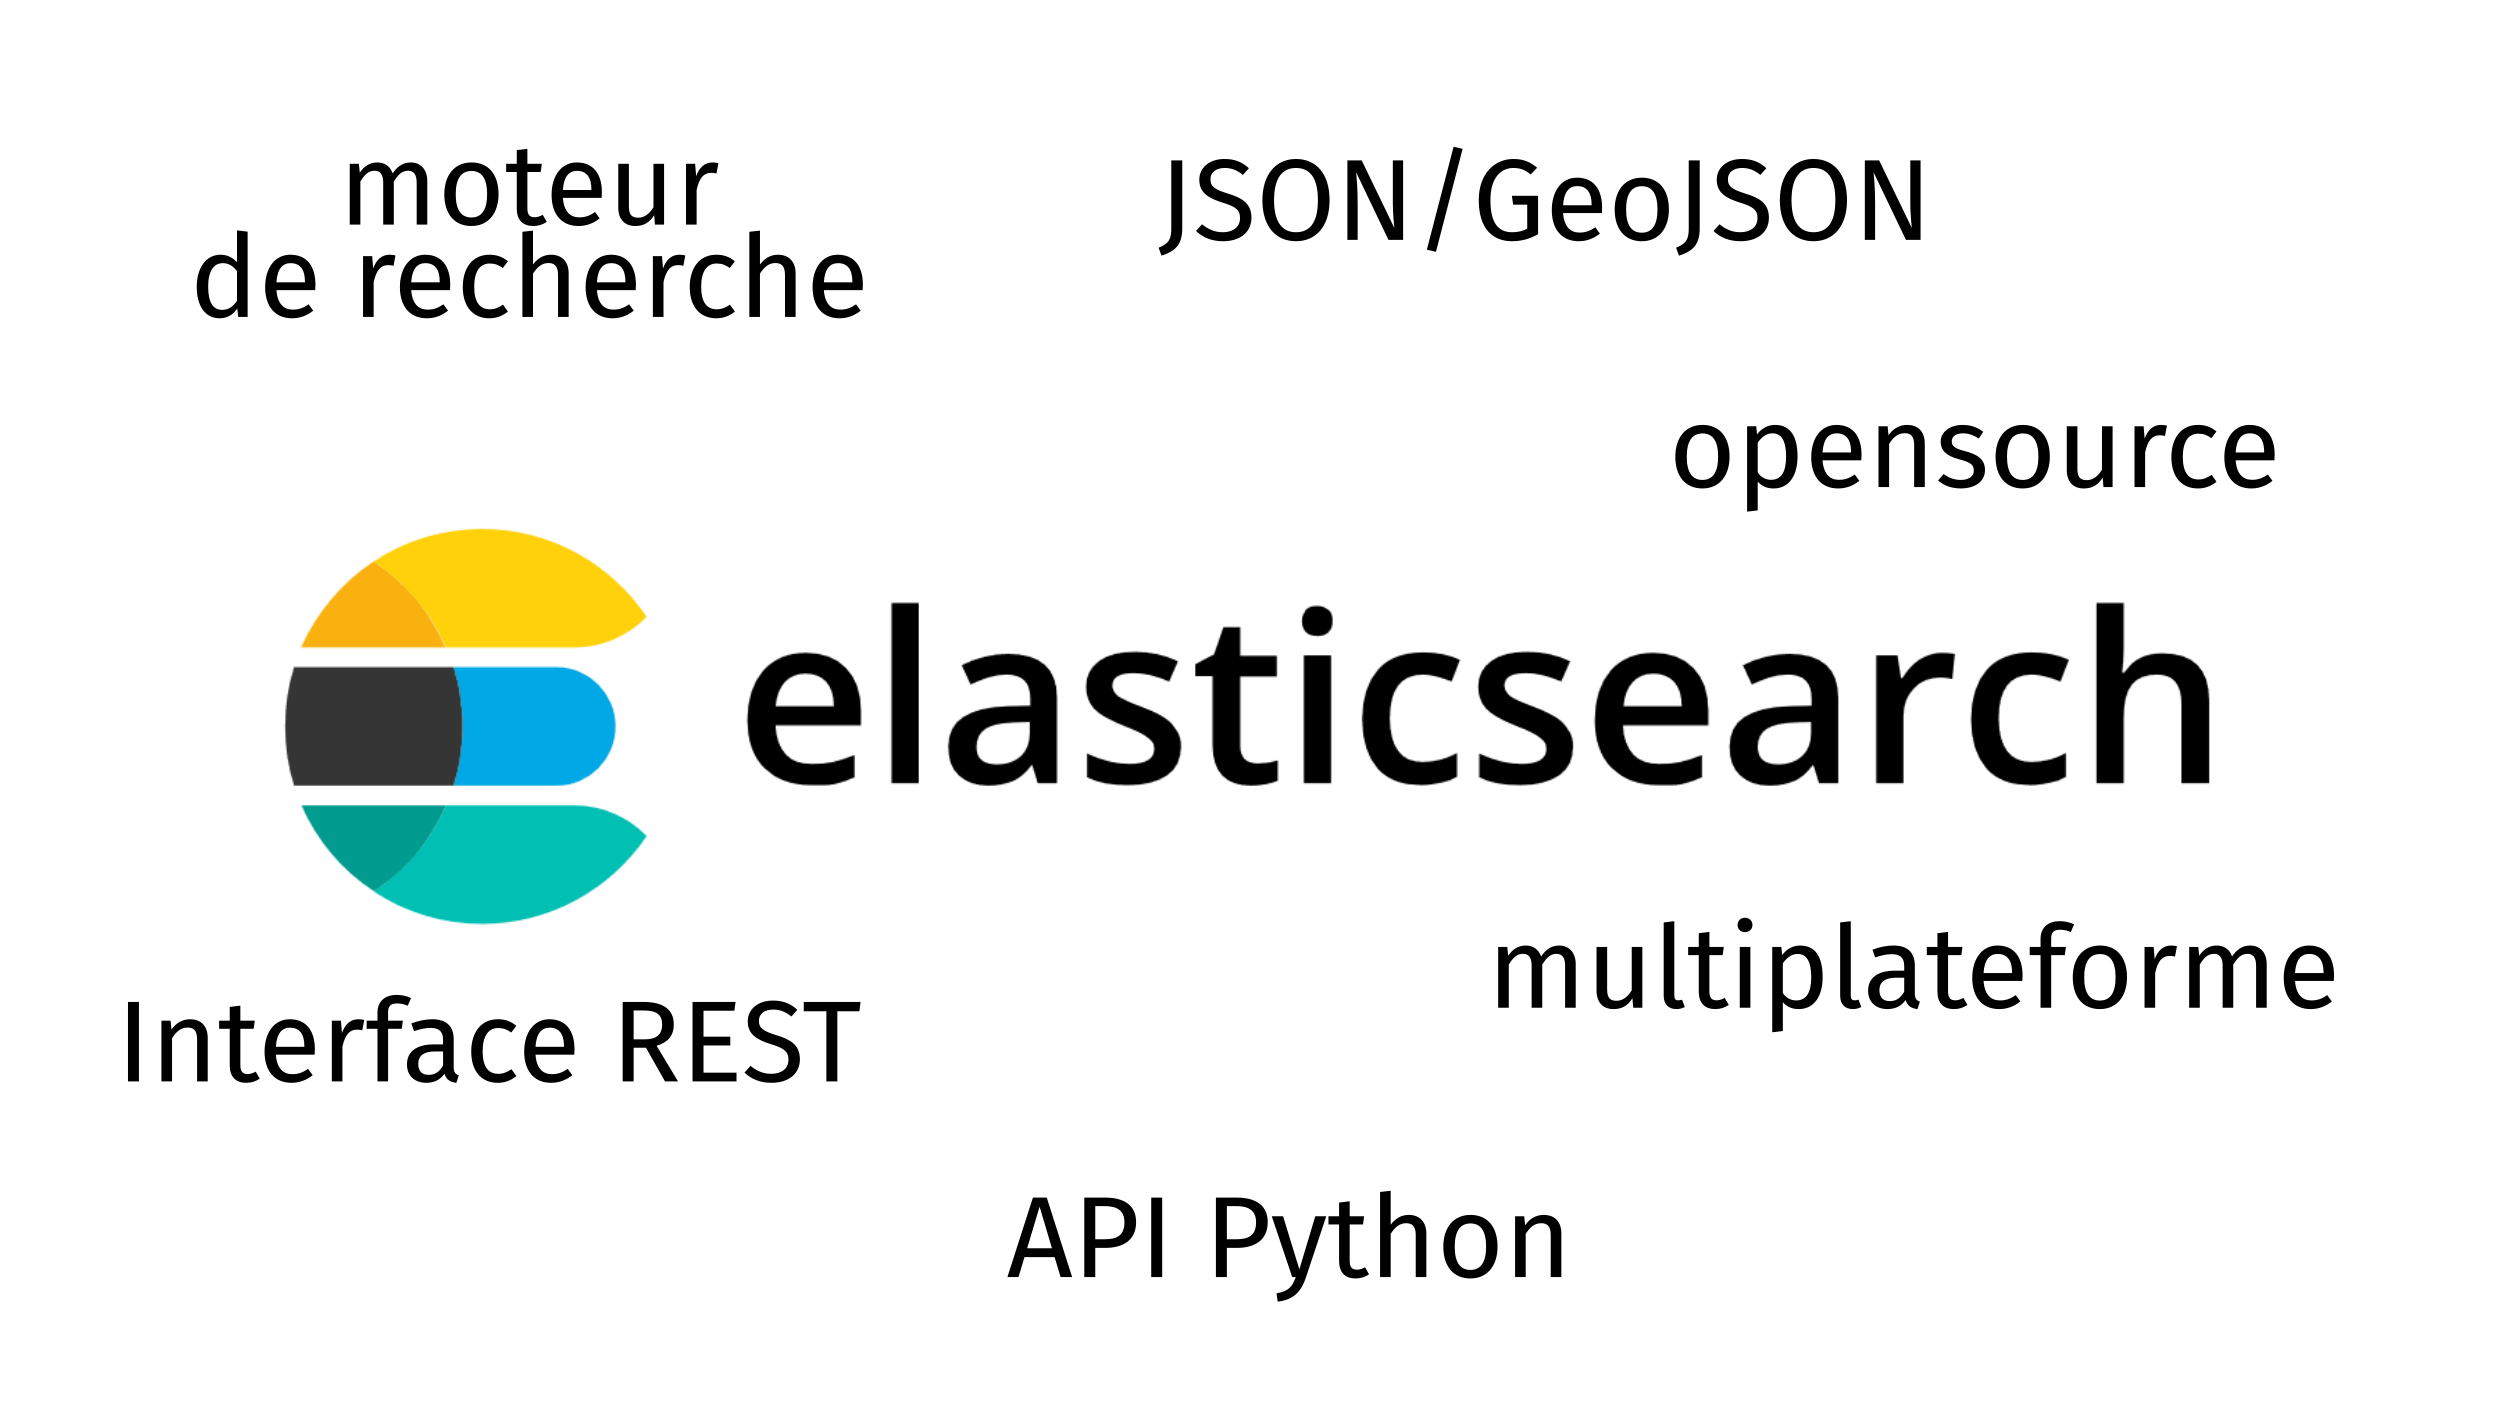 moteur
de recherche
JSON/GeoJSON
opensource
elasticsearch
multiplateforme
Interface REST
API Python